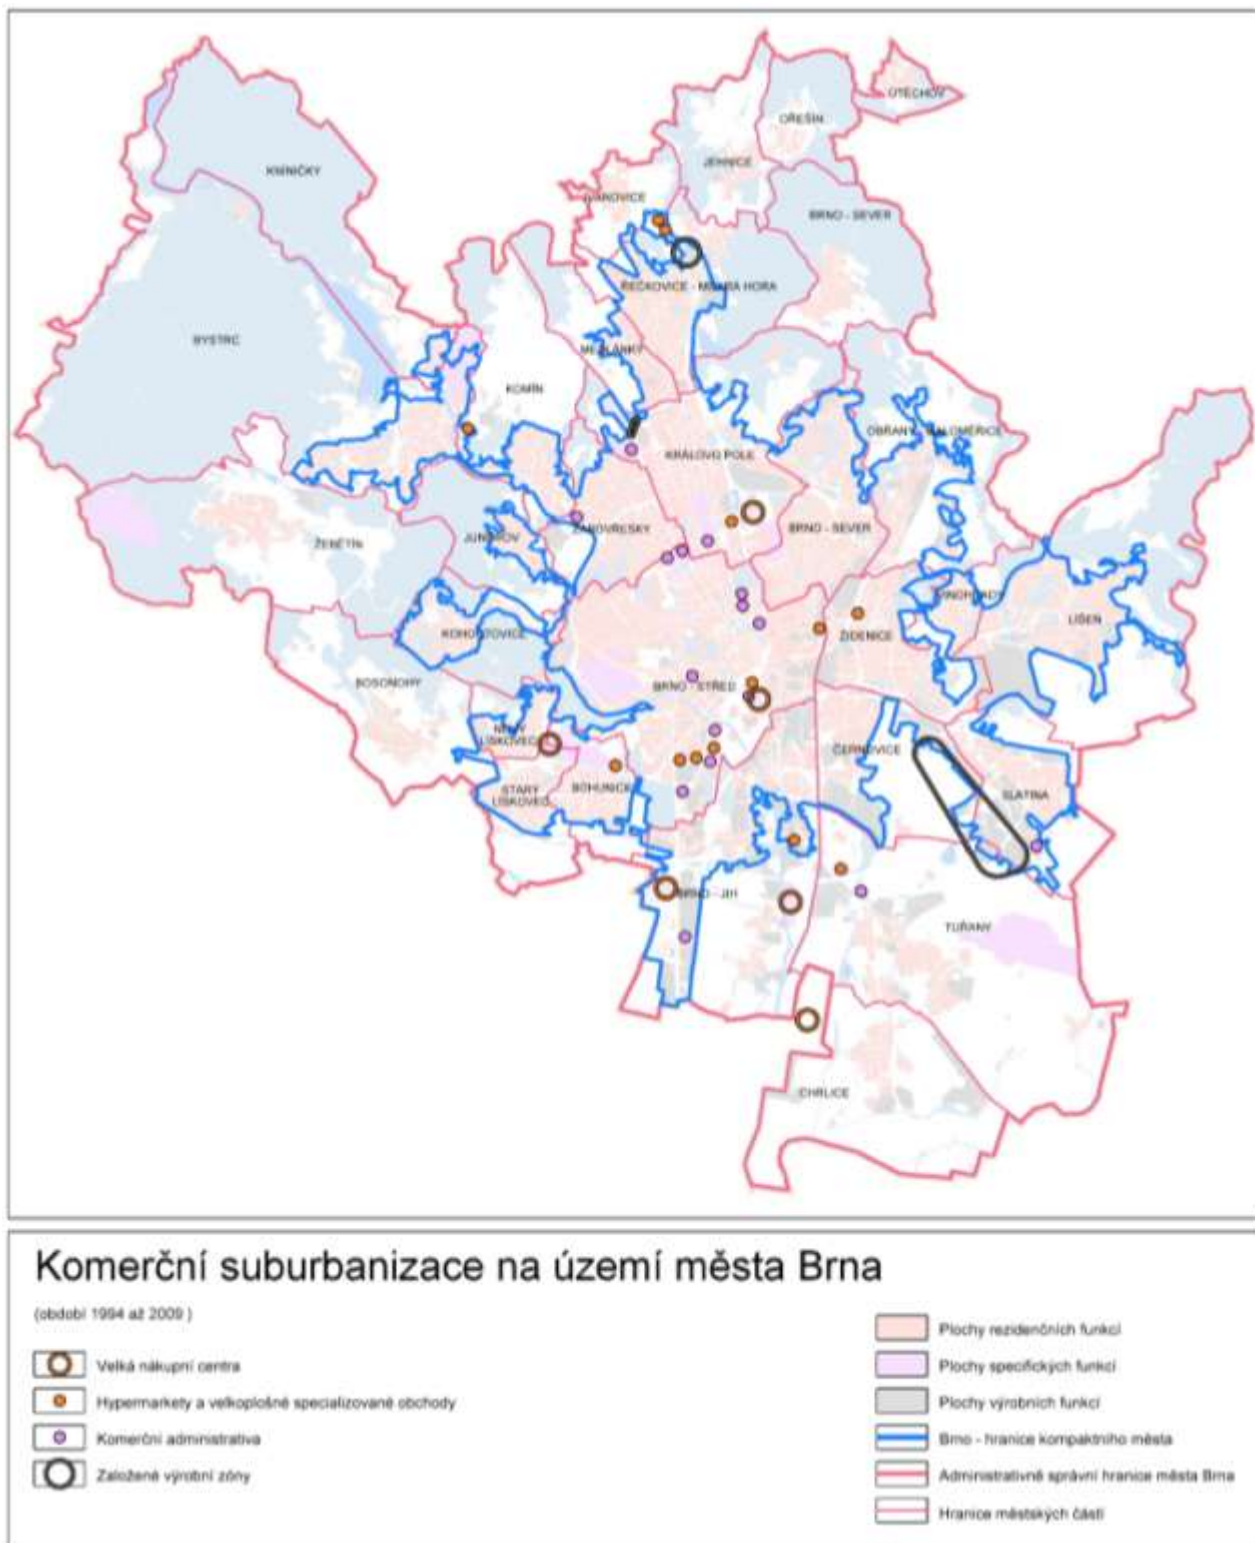 ÚTĚCHOV
OŘEŠÍN
JEHNICE
KNÍNIČKY
IVANOVICE
BRNO - SEVER
ŘEČKOVICE - MOKRÁ HORA
BYSTRC
MEDLÁNKY
KOMÍN
OBŘANY - MALOMĚŘICE
KRÁLOVO POLE
ŽABOVŘESKY
BRNO - SEVER
JUNDROV
ŽEBĚTÍN
VINOHRADY
LÍŠEŇ
KOHOUTOVICE
ŽIDENICE
BOSONOHY
BRNO - STŘED
NOVÝ
LÍSKOVEC
ČERNOVICE
STARÝ
LÍSKOVEC
BOHUNICE
SLATINA
BRNO - JIH
TUŘANY
CHRLICE
Komerční suburbanizace na území města Brna
(období 1994 až 2009 )
Velká nákupní centra
Hypermarkety a velkoplošné specializované obchody
Komerční administrativa
Založené výrobní zóny
Plochy rezidenčních funkcí
Plochy specifických funkcí
Plochy výrobních funkcí
Brno - hranice kompaktního města
Administrativně správní hranice města Brna
Hranice městských částí